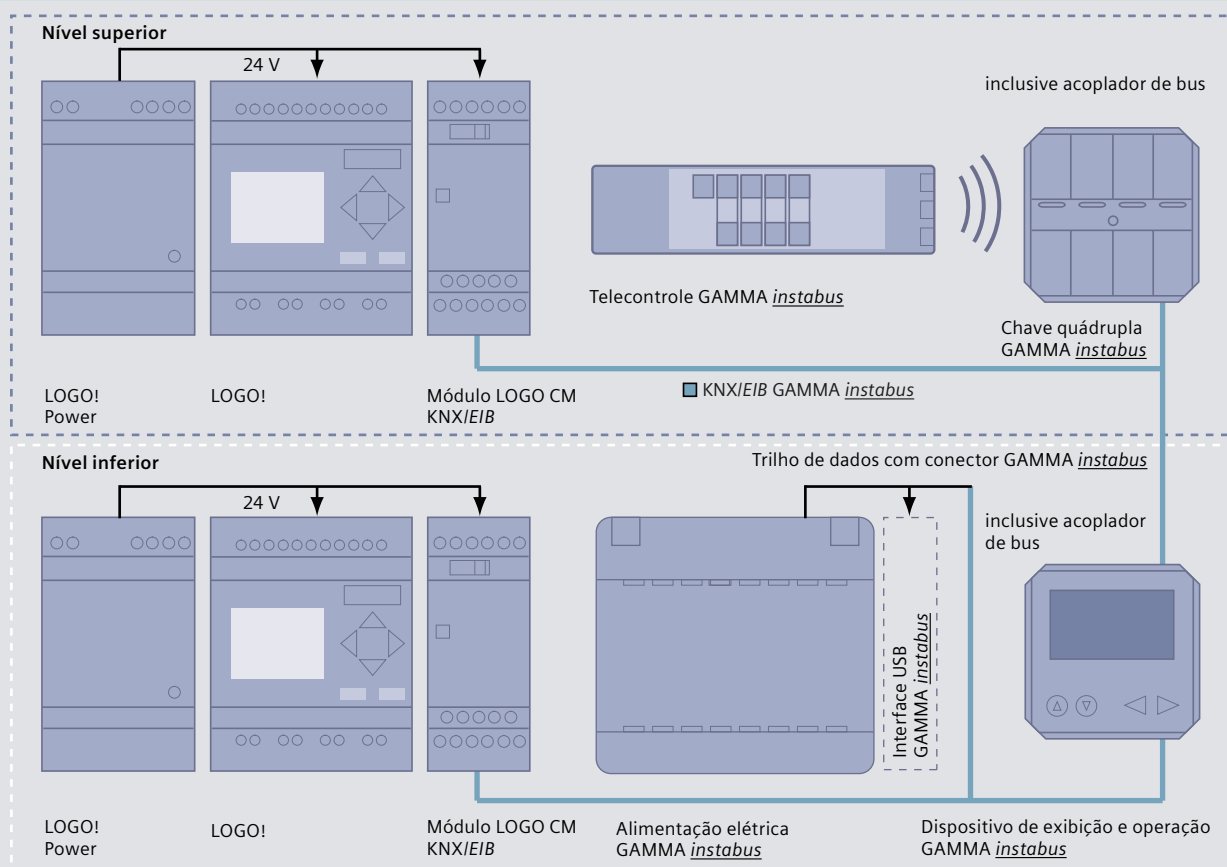 Nível superior
24 V
inclusive acoplador de bus
Telecontrole GAMMA instabus
Chave quádrupla
GAMMA instabus
LOGO!
Power
LOGO!
Módulo LOGO CM
KNX/EIB
KNX/EIB GAMMA instabus
Nível inferior
Trilho de dados com conector GAMMA instabus
24 V
inclusive acoplador
de bus
Interface USB
GAMMA instabus
LOGO!
Power
LOGO!
Módulo LOGO CM
KNX/EIB
Alimentação elétrica
GAMMA instabus
Dispositivo de exibição e operação
GAMMA instabus